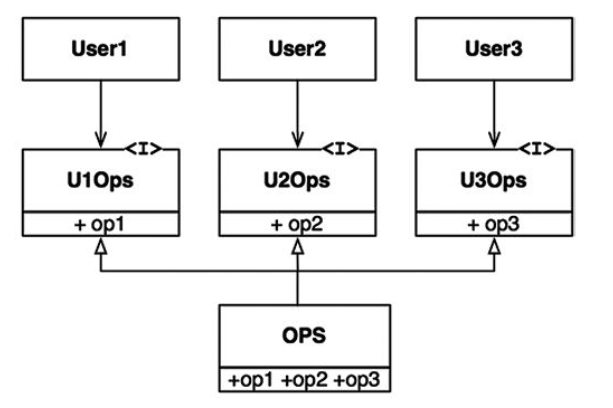 User1 User2 User3
<I> <I> <I>
U1Ops U2Ops U3Ops
+ op1 + op2 + op3
OPS
+op1 +op2 +op3